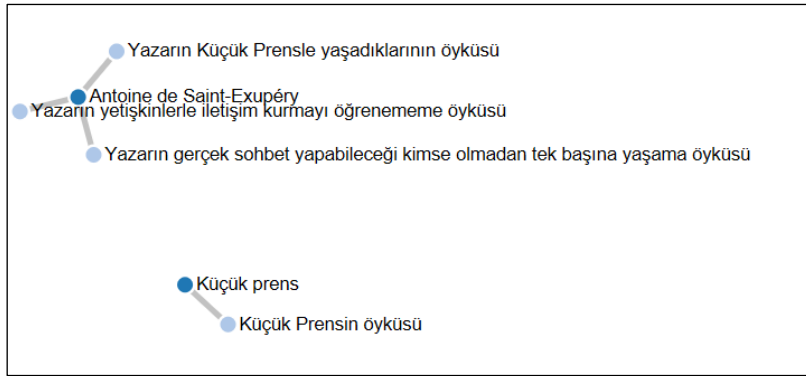 Yazarın Küçük Prensle yaşadıklarının öyküsü
Antoine de Saint-Exupéry
Yazarın yetişkinlerle iletişim kurmayı öğrenememe öyküsü
Yazarın gerçek sohbet yapabileceği kimse olmadan tek başına yaşama öyküsü
Küçük prens
Küçük Prensin öyküsü